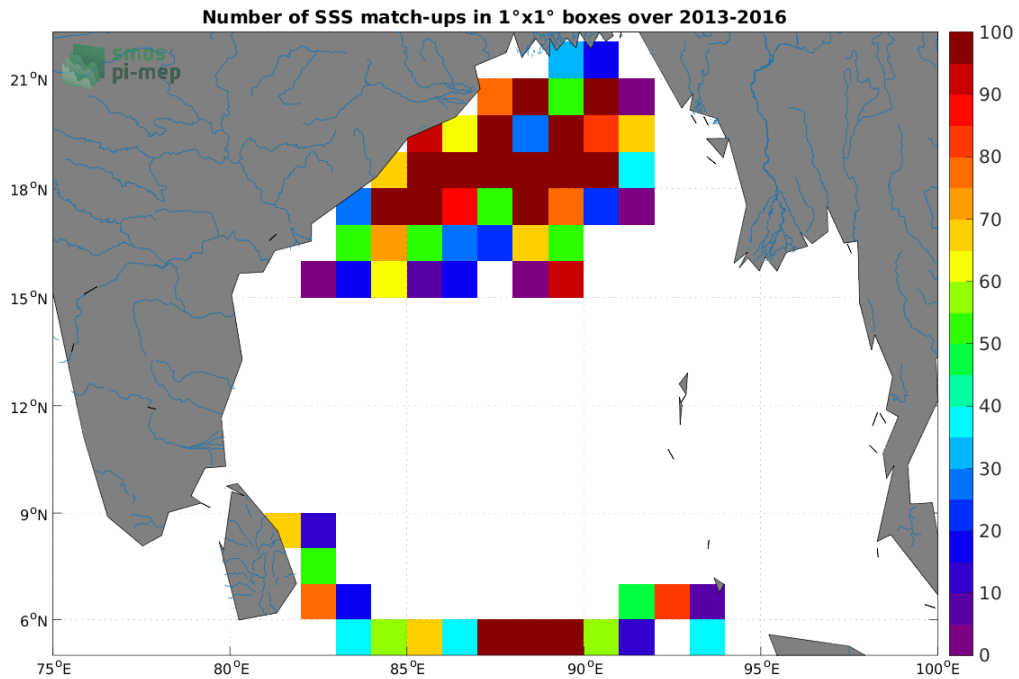 Number of SSS match-ups in 1°x1° boxes over 2013-2016
smos
pi-mep
21°N
18°N
15°N
12°N
9°N
6°N
75°E 80°E 85°E 90°E 95°E 100°E
100
90
80
70
60
50
40
30
20
10
0